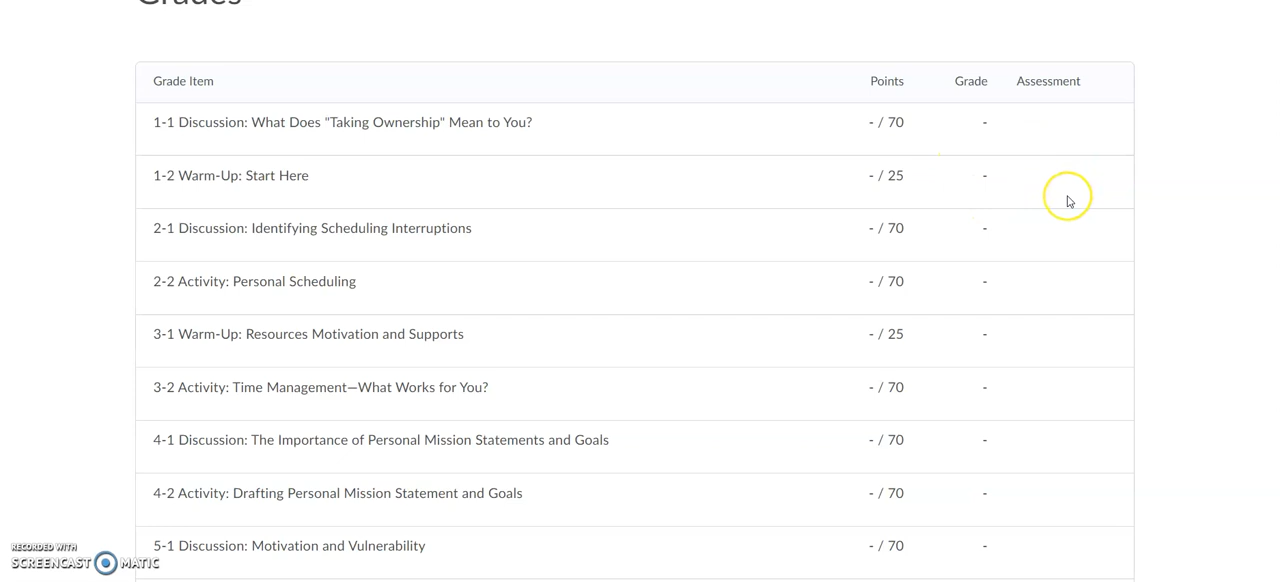 Grades
Grade Item Points Grade Assessment
1-1 Discussion: What Does "Taking Ownership" Mean to You? - / 70 -
1-2 Warm-Up: Start Here - / 25 -
2-1 Discussion: Identifying Scheduling Interruptions - / 70 -
2-2 Activity: Personal Scheduling - / 70 -
3-1 Warm-Up: Resources Motivation and Supports - / 25 -
3-2 Activity: Time Management—What Works for You? - / 70 -
4-1 Discussion: The Importance of Personal Mission Statements and Goals - / 70 -
4-2 Activity: Drafting Personal Mission Statement and Goals - / 70 -
5-1 Discussion: Motivation and Vulnerability - / 70 -
RECORDED WITH
SCREENCAST MATIC